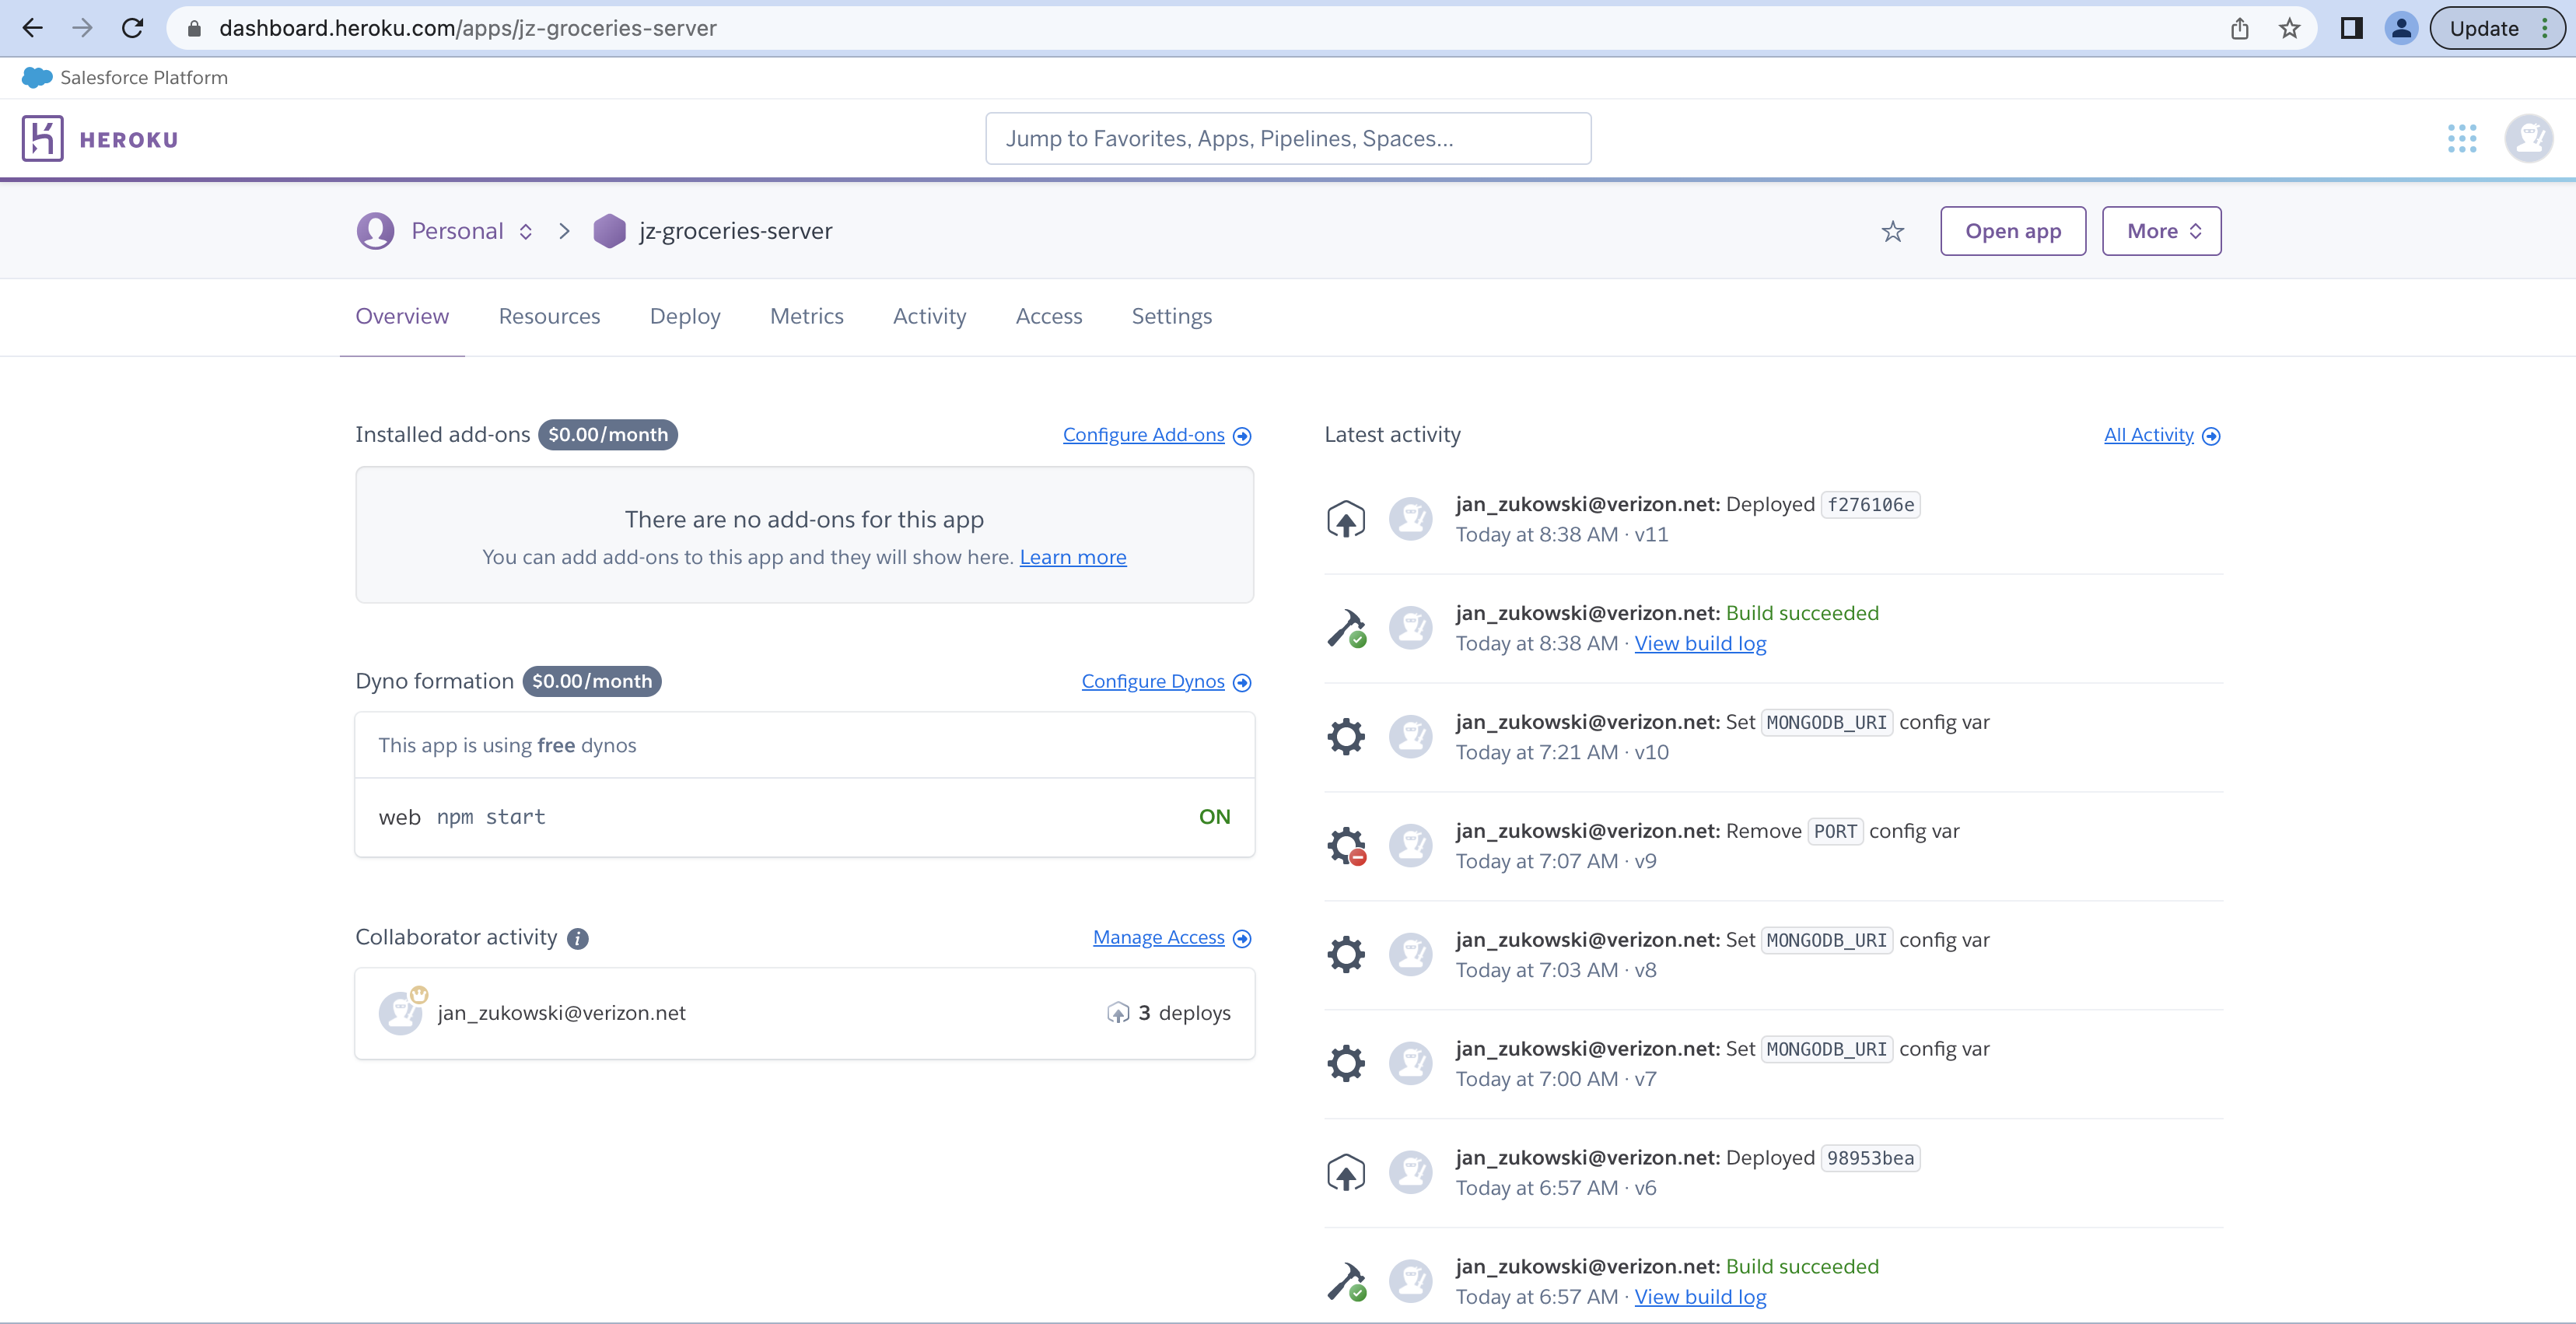 dashboard.heroku.com/apps/jz-groceries-server
Update
Salesforce Platform
HEROKU
Jump to Favorites, Apps, Pipelines, Spaces...
Personal
jz-groceries-server
Open app
More
Overview
Resources
Deploy
Metrics
Activity
Access
Settings
Installed add-ons $0.00/month
Configure Add-ons
There are no add-ons for this app
You can add add-ons to this app and they will show here. Learn more
Dyno formation $0.00/month
Configure Dynos
This app is using free dynos
web npm start
ON
Collaborator activity
Manage Access
jan_zukowski@verizon.net
3 deploys
Latest activity
All Activity
jan_zukowski@verizon.net: Deployed f276106e
Today at 8:38 AM · v11
jan_zukowski@verizon.net: Build succeeded
Today at 8:38 AM · View build log
jan_zukowski@verizon.net: Set MONGODB_URI config var
Today at 7:21 AM · v10
jan_zukowski@verizon.net: Remove PORT config var
Today at 7:07 AM · v9
jan_zukowski@verizon.net: Set MONGODB_URI config var
Today at 7:03 AM · v8
jan_zukowski@verizon.net: Set MONGODB_URI config var
Today at 7:00 AM · v7
jan_zukowski@verizon.net: Deployed 98953bea
Today at 6:57 AM · v6
jan_zukowski@verizon.net: Build succeeded
Today at 6:57 AM · View build log